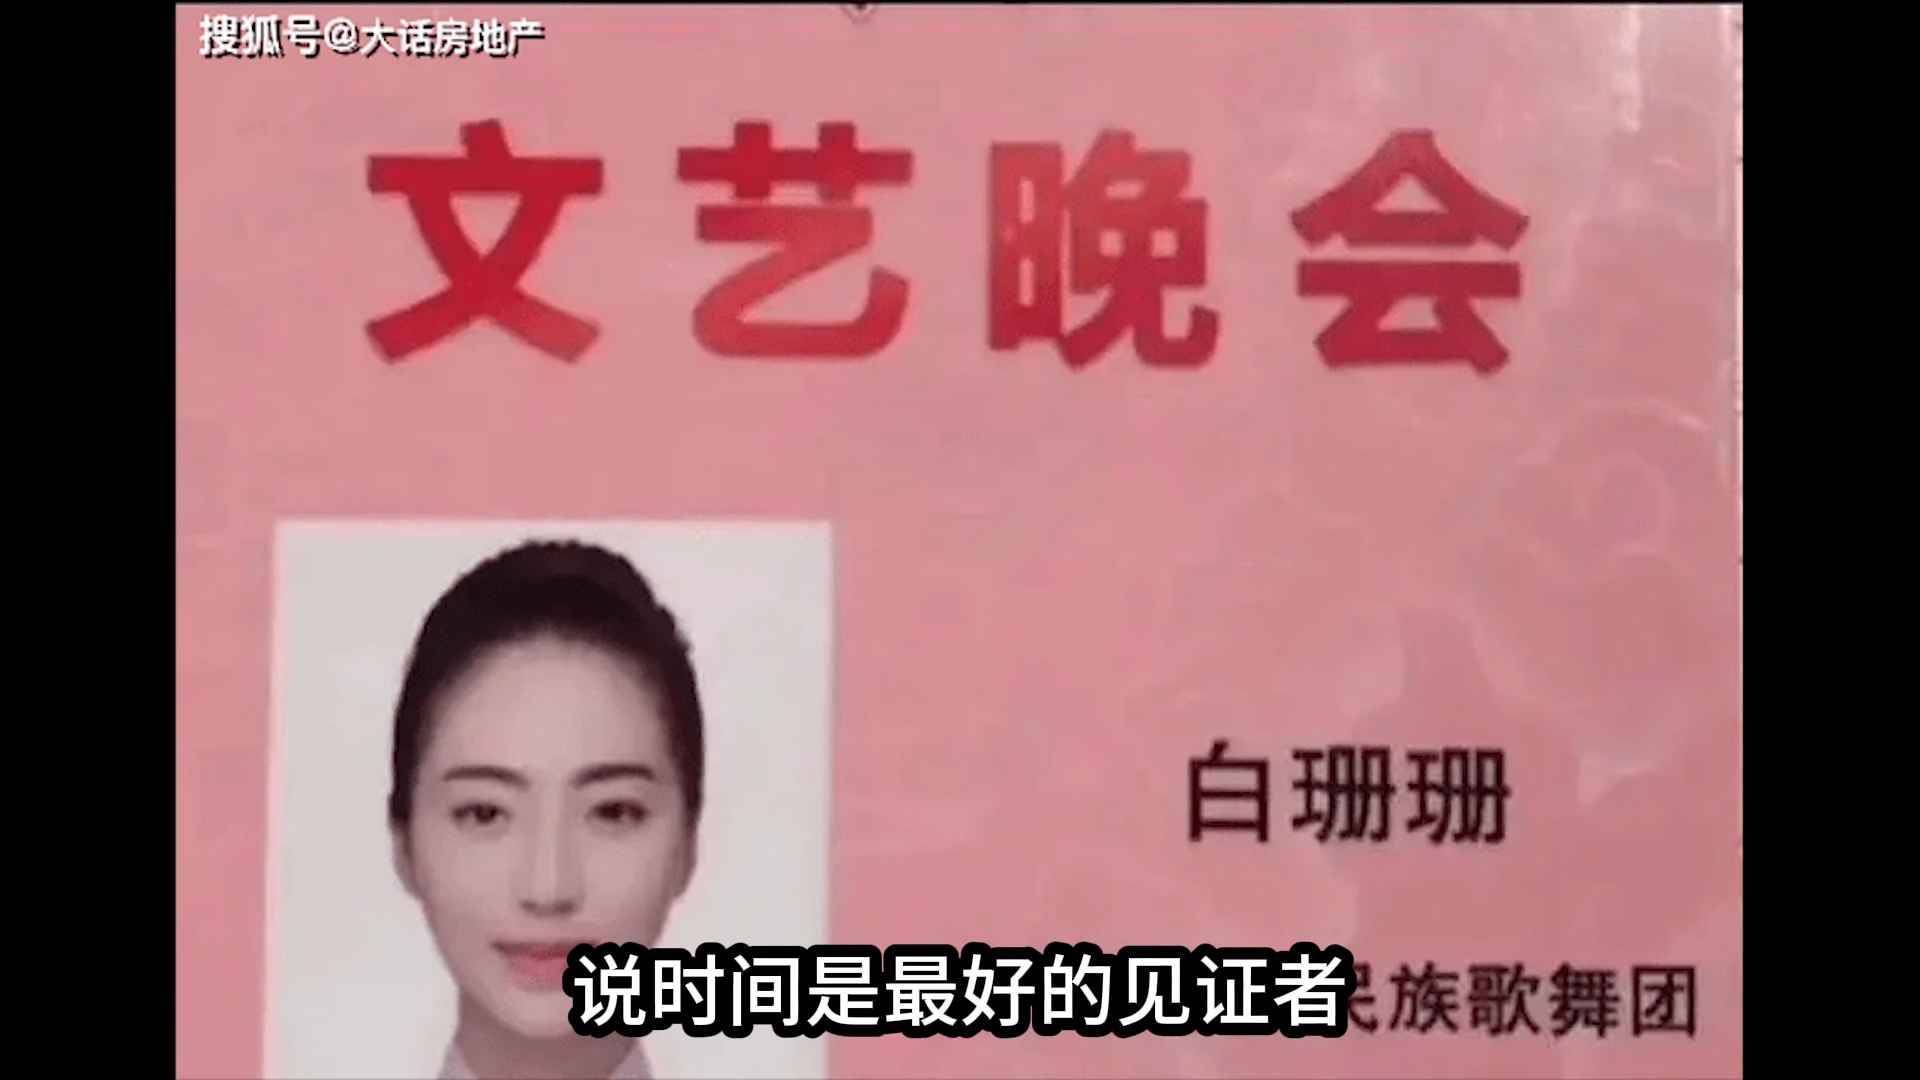 搜狐号@大话房地产
文艺晚会
白珊珊
民族歌舞团
说时间是最好的见证者